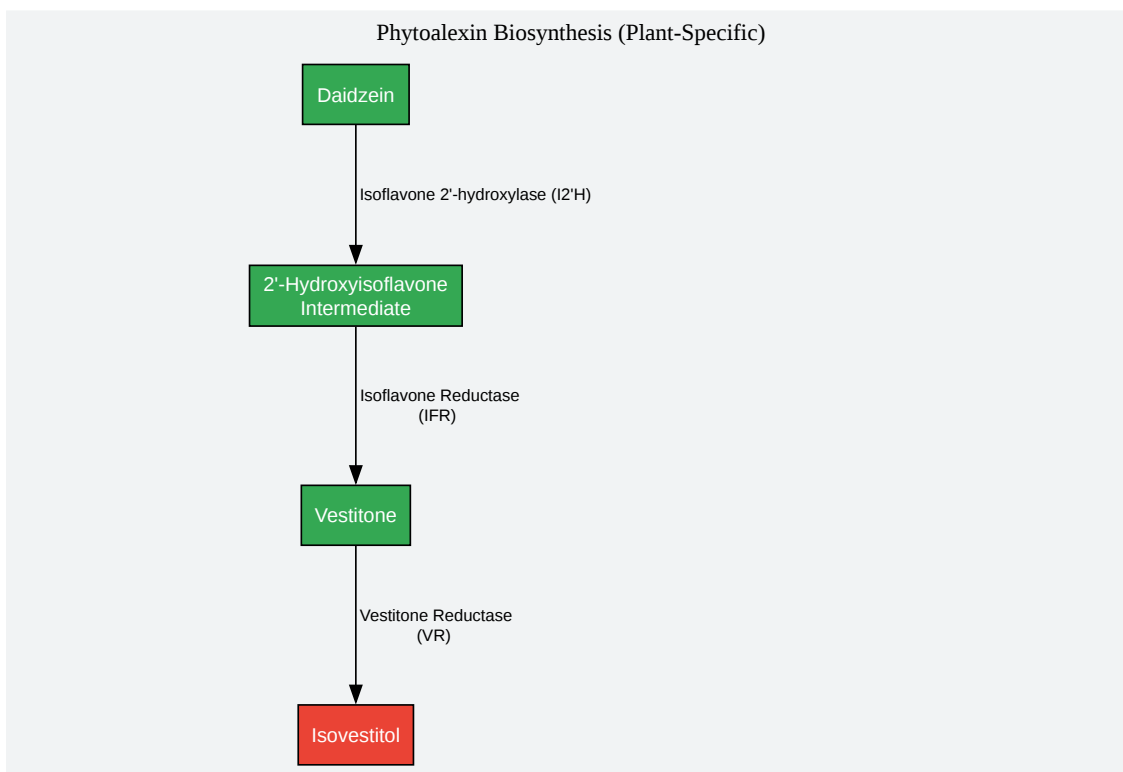 Phytoalexin Biosynthesis (Plant-Specific)
Daidzein
Isoflavone 2'-hydroxylase (I2'H)
2'-Hydroxyisoflavone
Intermediate
Isoflavone Reductase
(IFR)
Vestitone
Vestitone Reductase
(VR)
Isovestitol